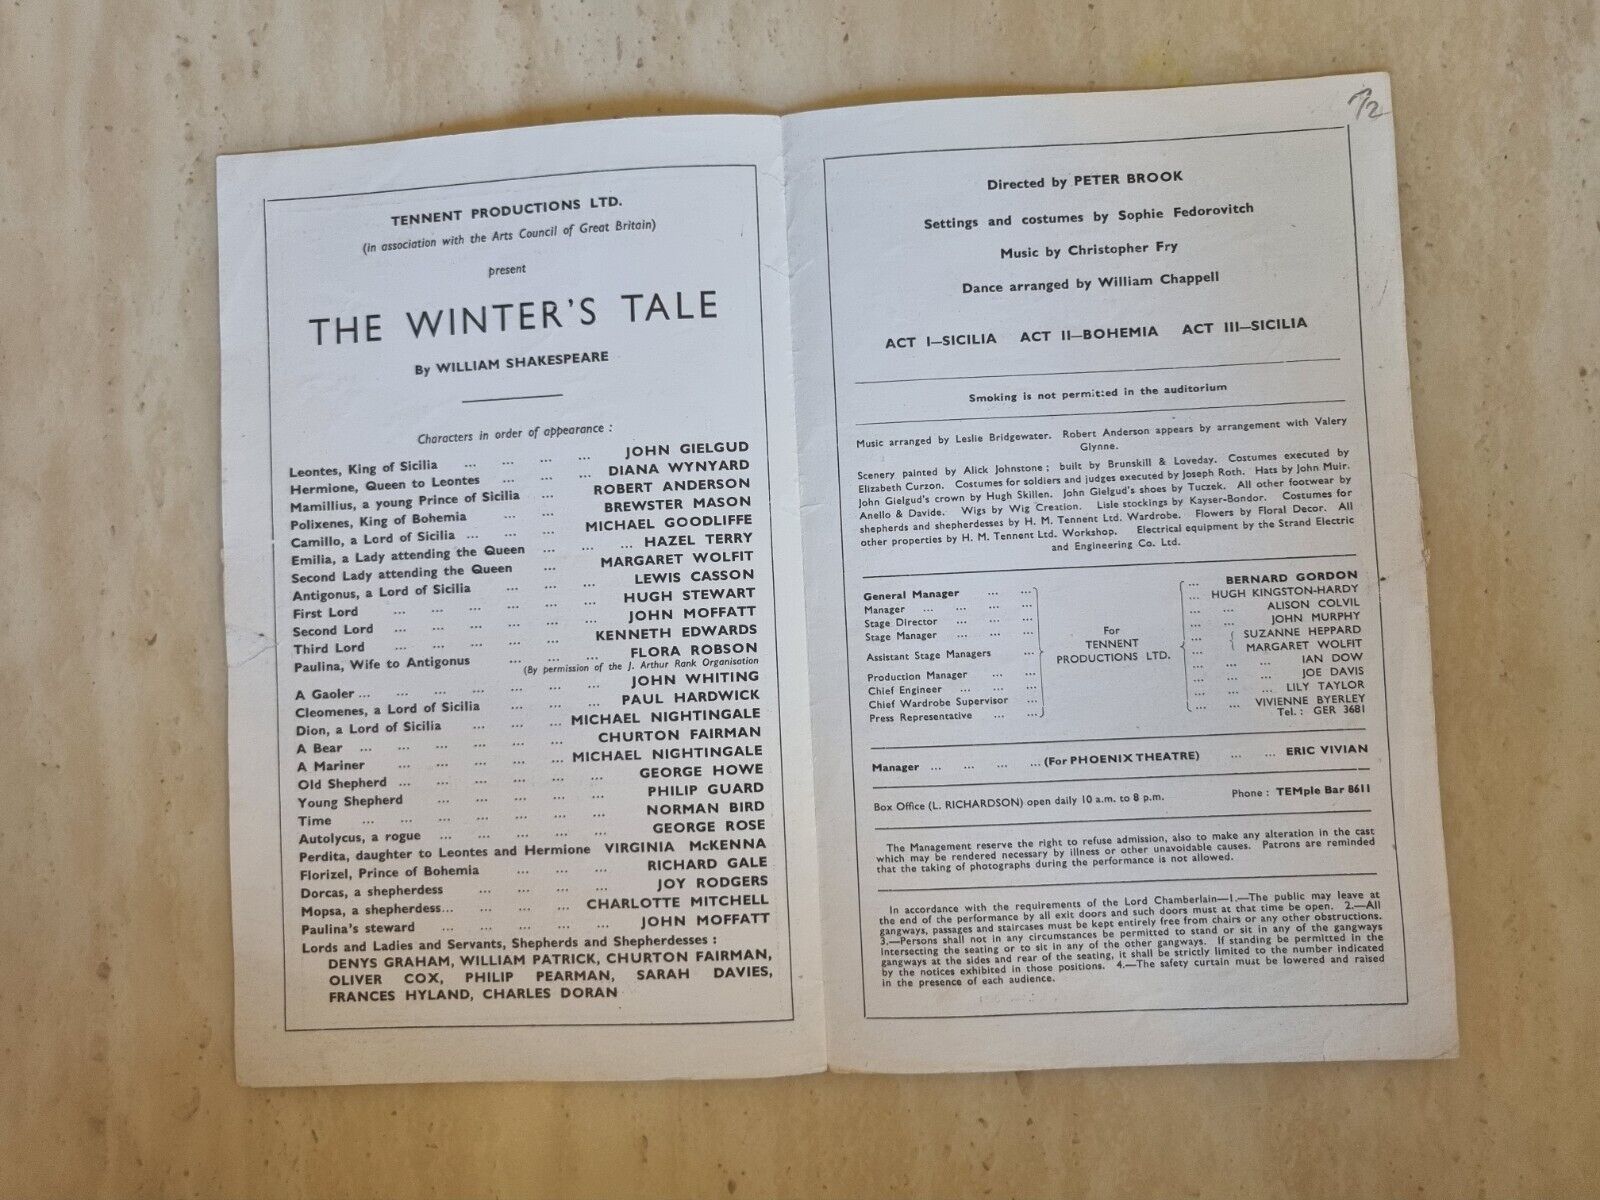 TENNENT PRODUCTIONS LTD.
(in association with the Arts Council of Great Britain)
present
THE WINTER'S TALE
By WILLIAM SHAKESPEARE
Characters in order of appearance :
Leontes, King of Sicilia ... ... ... ... JOHN GIELGUD
Hermione, Queen to Leontes ... ... ... DIANA WYNYARD
Mamillius, a young Prince of Sicilia ... ROBERT ANDERSON
Polixenes, King of Bohemia ... ... BREWSTER MASON
Camillo, a Lord of Sicilia ... ... ... MICHAEL GOODLIFFE
Emilia, a Lady attending the Queen ... ... ... HAZEL TERRY
Second Lady attending the Queen ... MARGARET WOLFIT
Antigonus, a Lord of Sicilia ... ... ... LEWIS CASSON
First Lord ... ... ... ... ... ... HUGH STEWART
Second Lord ... ... ... ... ... ... JOHN MOFFATT
Third Lord ... ... ... ... ... KENNETH EDWARDS
Paulina, Wife to Antigonus ... ... ... FLORA ROBSON
(By permission of the J. Arthur Rank Organisation
A Gaoler ... ... ... ... ... ... ... JOHN WHITING
Cleomenes, a Lord of Sicilia ... ... ... PAUL HARDWICK
Dion, a Lord of Sicilia ... ... ... MICHAEL NIGHTINGALE
A Bear ... ... ... ... ... ... CHURTON FAIRMAN
A Mariner ... ... ... ... ... MICHAEL NIGHTINGALE
Old Shepherd ... ... ... ... ... ... GEORGE HOWE
Young Shepherd ... ... ... ... ... PHILIP GUARD
Time ... ... ... ... ... ... ... NORMAN BIRD
Autolycus, a rogue ... ... ... ... ... GEORGE ROSE
Perdita, daughter to Leontes and Hermione VIRGINIA McKENNA
Florizel, Prince of Bohemia ... ... ... RICHARD GALE
Dorcas, a shepherdess ... ... ... ... JOY RODGERS
Mopsa, a shepherdess... ... ... ... CHARLOTTE MITCHELL
Paulina's steward ... ... ... ... ... JOHN MOFFATT
Lords and Ladies and Servants, Shepherds and Shepherdesses :
DENYS GRAHAM, WILLIAM PATRICK, CHURTON FAIRMAN,
OLIVER COX, PHILIP PEARMAN, SARAH DAVIES,
FRANCES HYLAND, CHARLES DORAN
Directed by PETER BROOK
Settings and costumes by Sophie Fedorovitch
Music by Christopher Fry
Dance arranged by William Chappell
ACT I—SICILIA ACT II—BOHEMIA ACT III—SICILIA
Smoking is not permitted in the auditorium
Music arranged by Leslie Bridgewater. Robert Anderson appears by arrangement with Valery
Glynne.
Scenery painted by Alick Johnstone ; built by Brunskill & Loveday. Costumes executed by
Elizabeth Curzon. Costumes for soldiers and judges executed by Joseph Roth. Hats by John Muir.
John Gielgud's crown by Hugh Skillen. John Gielgud's shoes by Tuczek. All other footwear by
Anello & Davide. Wigs by Wig Creation. Lisle stockings by Kayser-Bondor. Costumes for
shepherds and shepherdesses by H. M. Tennent Ltd. Wardrobe. Flowers by Floral Decor. All
other properties by H. M. Tennent Ltd. Workshop. Electrical equipment by the Strand Electric
and Engineering Co. Ltd.
General Manager ... ... ... BERNARD GORDON
Manager ... ... ... ... HUGH KINGSTON-HARDY
Stage Director ... ... ... ... ALISON COLVIL
Stage Manager ... ... ... ... JOHN MURPHY
Assistant Stage Managers ... ... SUZANNE HEPPARD
MARGARET WOLFIT
For
TENNENT
PRODUCTIONS LTD.
Production Manager ... ... ... ... ... IAN DOW
Chief Engineer ... ... ... ... JOE DAVIS
Chief Wardrobe Supervisor ... ... ... ... LILY TAYLOR
Press Representative ... ... ... ... VIVIENNE BYERLEY
Tel. : GER 3681
Manager ... ... ... ... (For PHOENIX THEATRE) ... ... ERIC VIVIAN
Box Office (L. RICHARDSON) open daily 10 a.m. to 8 p.m. Phone : TEMple Bar 8611
The Management reserve the right to refuse admission, also to make any alteration in the cast
which may be rendered necessary by illness or other unavoidable causes. Patrons are reminded
that the taking of photographs during the performance is not allowed.
In accordance with the requirements of the Lord Chamberlain—1.—The public may leave at
the end of the performance by all exit doors and such doors must at that time be open. 2.—All
gangways, passages and staircases must be kept entirely free from chairs or any other obstructions.
3.—Persons shall not in any circumstances be permitted to stand or sit in any of the gangways
intersecting the seating or to sit in any of the other gangways. If standing be permitted in the
gangways at the sides and rear of the seating, it shall be strictly limited to the number indicated
by the notices exhibited in those positions. 4.—The safety curtain must be lowered and raised
in the presence of each audience.